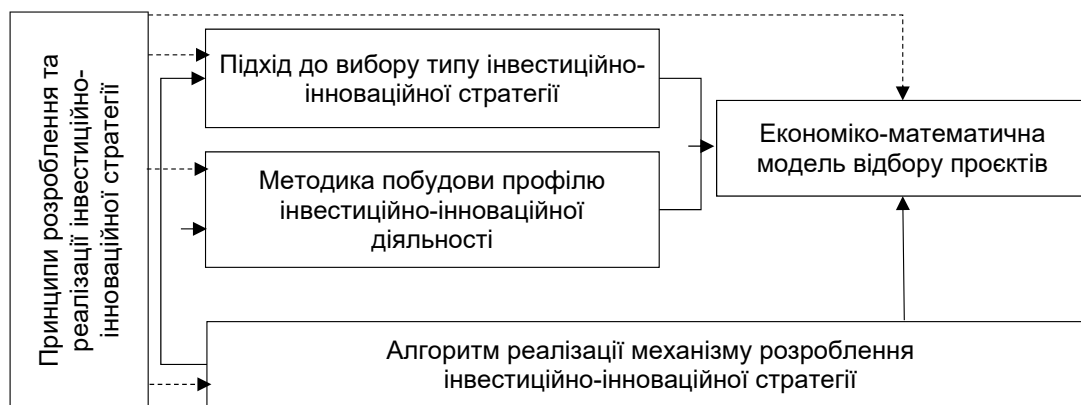 Принципи розроблення та
реалізації інвестиційно-
інноваційної стратегії
Підхід до вибору типу інвестиційно-
інноваційної стратегії
Методика побудови профілю
інвестиційно-інноваційної
діяльності
Економіко-математична
модель відбору проєктів
Алгоритм реалізації механізму розроблення
інвестиційно-інноваційної стратегії